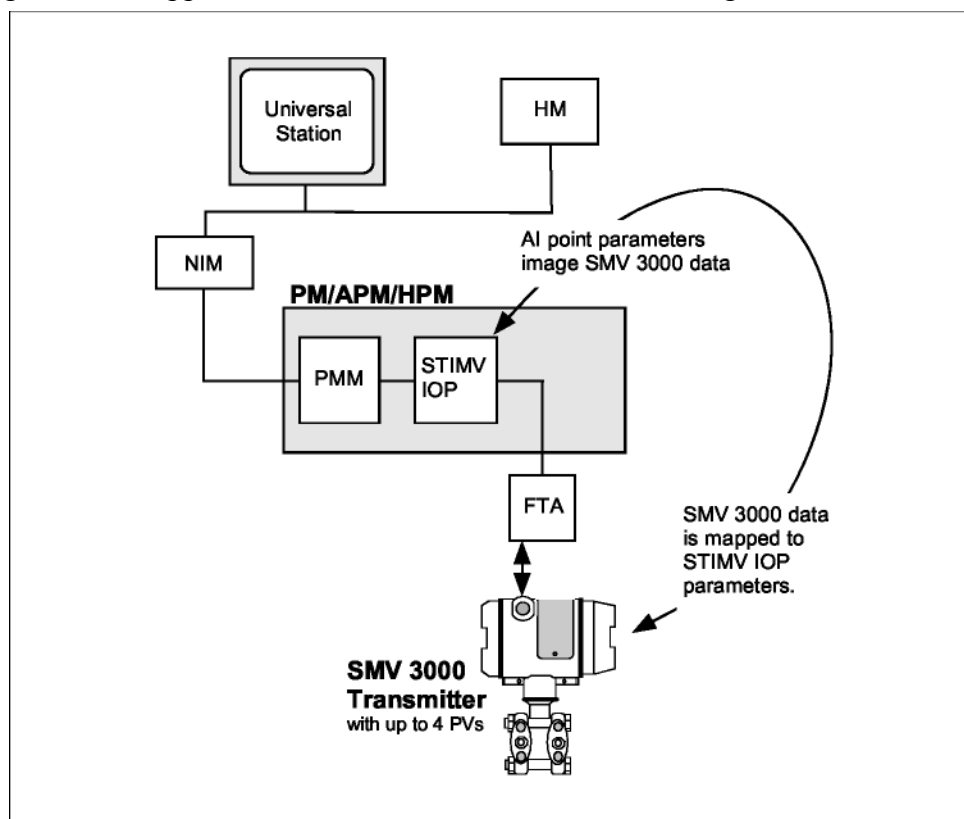 Universal
Station
HM
NIM
AI point parameters
image SMV 3000 data
PM/APM/HPM
PMM
STIMV
IOP
FTA
SMV 3000 data
is mapped to
STIMV IOP
parameters.
SMV 3000
Transmitter
with up to 4 PVs